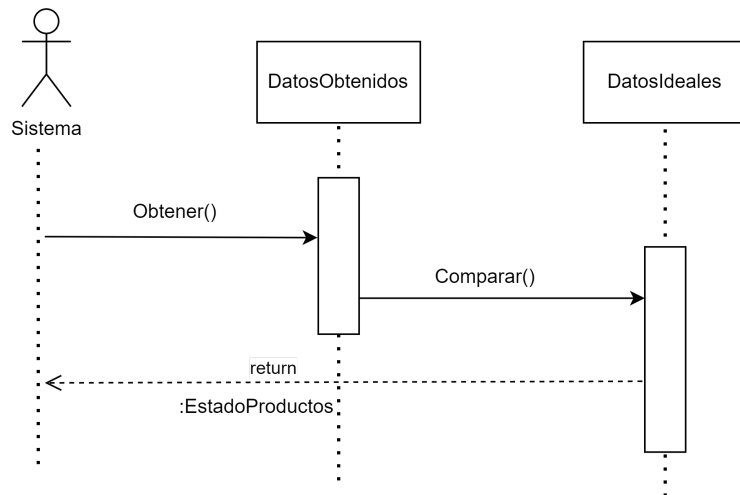 DatosObtenidos
DatosIdeales
Sistema
Obtener()
Comparar()
return
:EstadoProductos